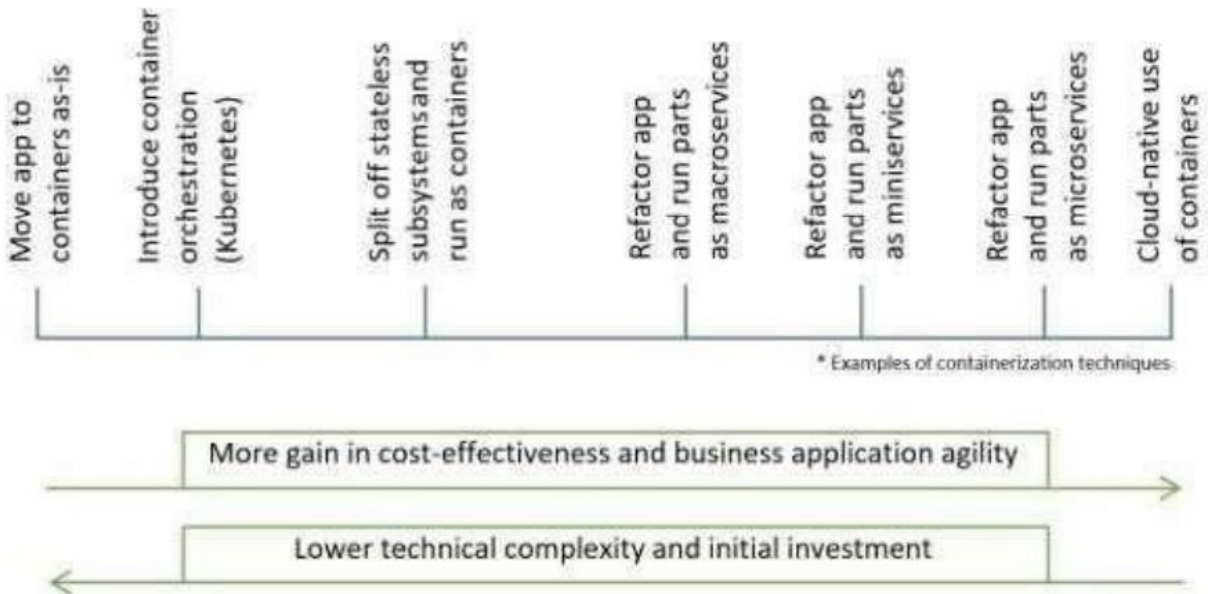 Move app to
containers as-is
Introduce container
orchestration
(Kubernetes)
Split off stateless
subsystems and
run as containers
Refactor app
and run parts
as macroservices
Refactor app
and run parts
as miniservices
Refactor app
and run parts
as microservices
Cloud-native use
of containers
* Examples of containerization techniques
More gain in cost-effectiveness and business application agility
Lower technical complexity and initial investment